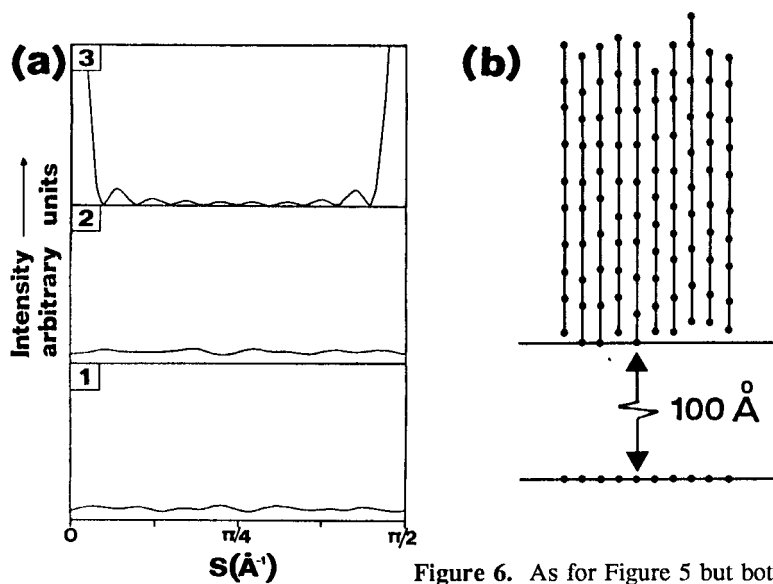 (a)
3
2
1
Intensity →
arbitrary units
0
π/4
π/2
S(Å⁻¹)
(b)
100 Å
Figure 6. As for Figure 5 but bot